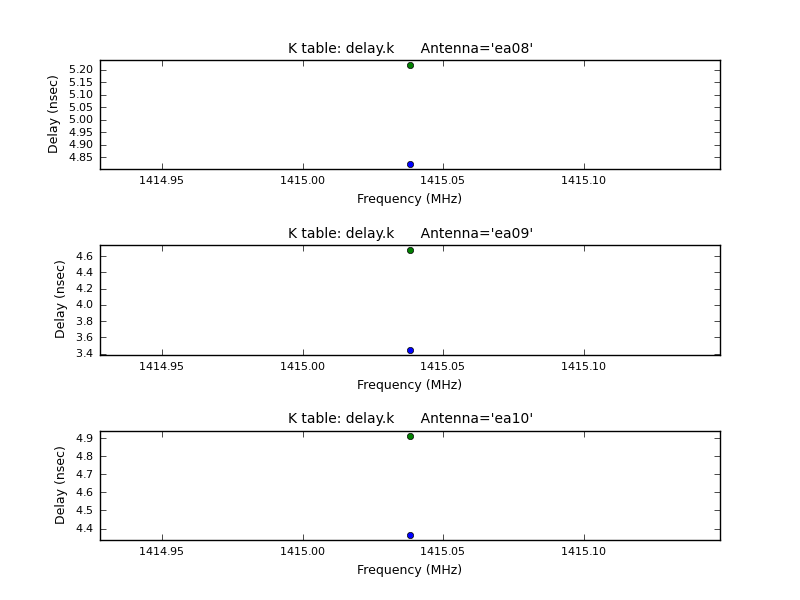 K table: delay.k      Antenna='ea08'
Delay (nsec)
5.20
5.15
5.10
5.05
5.00
4.95
4.90
4.85
1414.95 1415.00 1415.05 1415.10
Frequency (MHz)
K table: delay.k      Antenna='ea09'
Delay (nsec)
4.6
4.4
4.2
4.0
3.8
3.6
3.4
1414.95 1415.00 1415.05 1415.10
Frequency (MHz)
K table: delay.k      Antenna='ea10'
Delay (nsec)
4.9
4.8
4.7
4.6
4.5
4.4
1414.95 1415.00 1415.05 1415.10
Frequency (MHz)